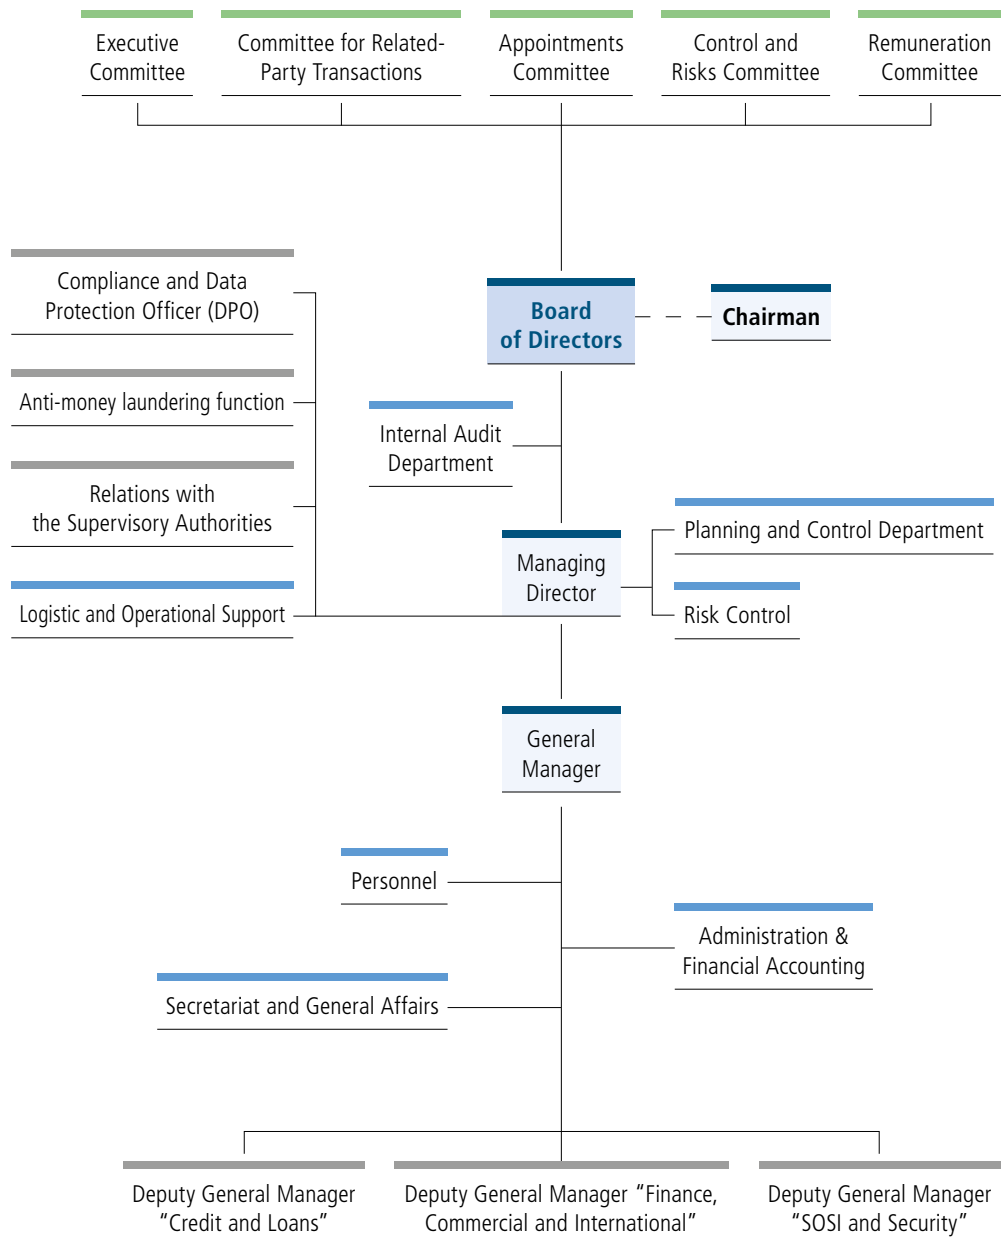 Executive
Committee
Committee for Related-
Party Transactions
Appointments
Committee
Control and
Risks Committee
Remuneration
Committee
Compliance and Data
Protection Officer (DPO)
Board
of Directors
Chairman
Anti-money laundering function
Internal Audit
Department
Relations with
the Supervisory Authorities
Planning and Control Department
Managing
Director
Logistic and Operational Support
Risk Control
General
Manager
Personnel
Administration &
Financial Accounting
Secretariat and General Affairs
Deputy General Manager
“Credit and Loans”
Deputy General Manager “Finance,
Commercial and International”
Deputy General Manager
“SOSI and Security”